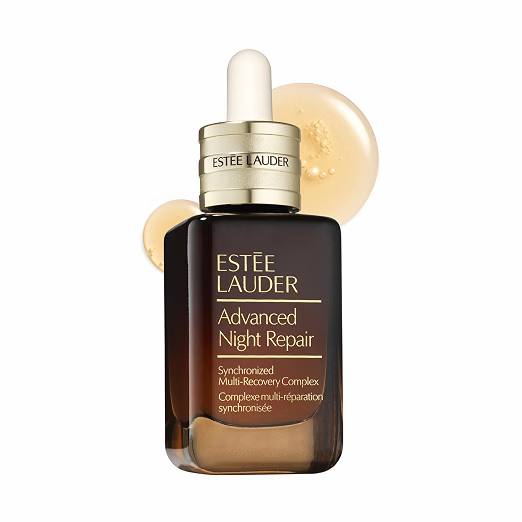 ESTĒE LAUDER
ESTĒE
LAUDER
Advanced
Night Repair
Synchronized
Multi-Recovery Complex
Complexe multi-réparation
synchronisée